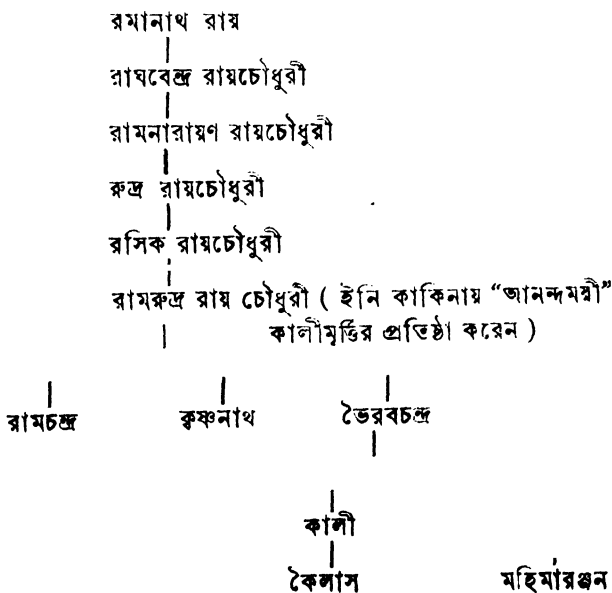 রমানাথ রায়
রাঘবেন্দ্র রায়চৌধুরী
রামনারায়ণ রায়চৌধুরী
রুদ্র রায়চৌধুরী
রসিক রায়চৌধুরী
রামরুদ্র রায় চৌধুরী ( ইনি কাকিনায় “আনন্দময়ী”
কালীমূর্ত্তির প্রতিষ্ঠা করেন )
রামচন্দ্র কৃষ্ণনাথ ভৈরবচন্দ্র
কালী
কৈলাস মহিমারঞ্জন